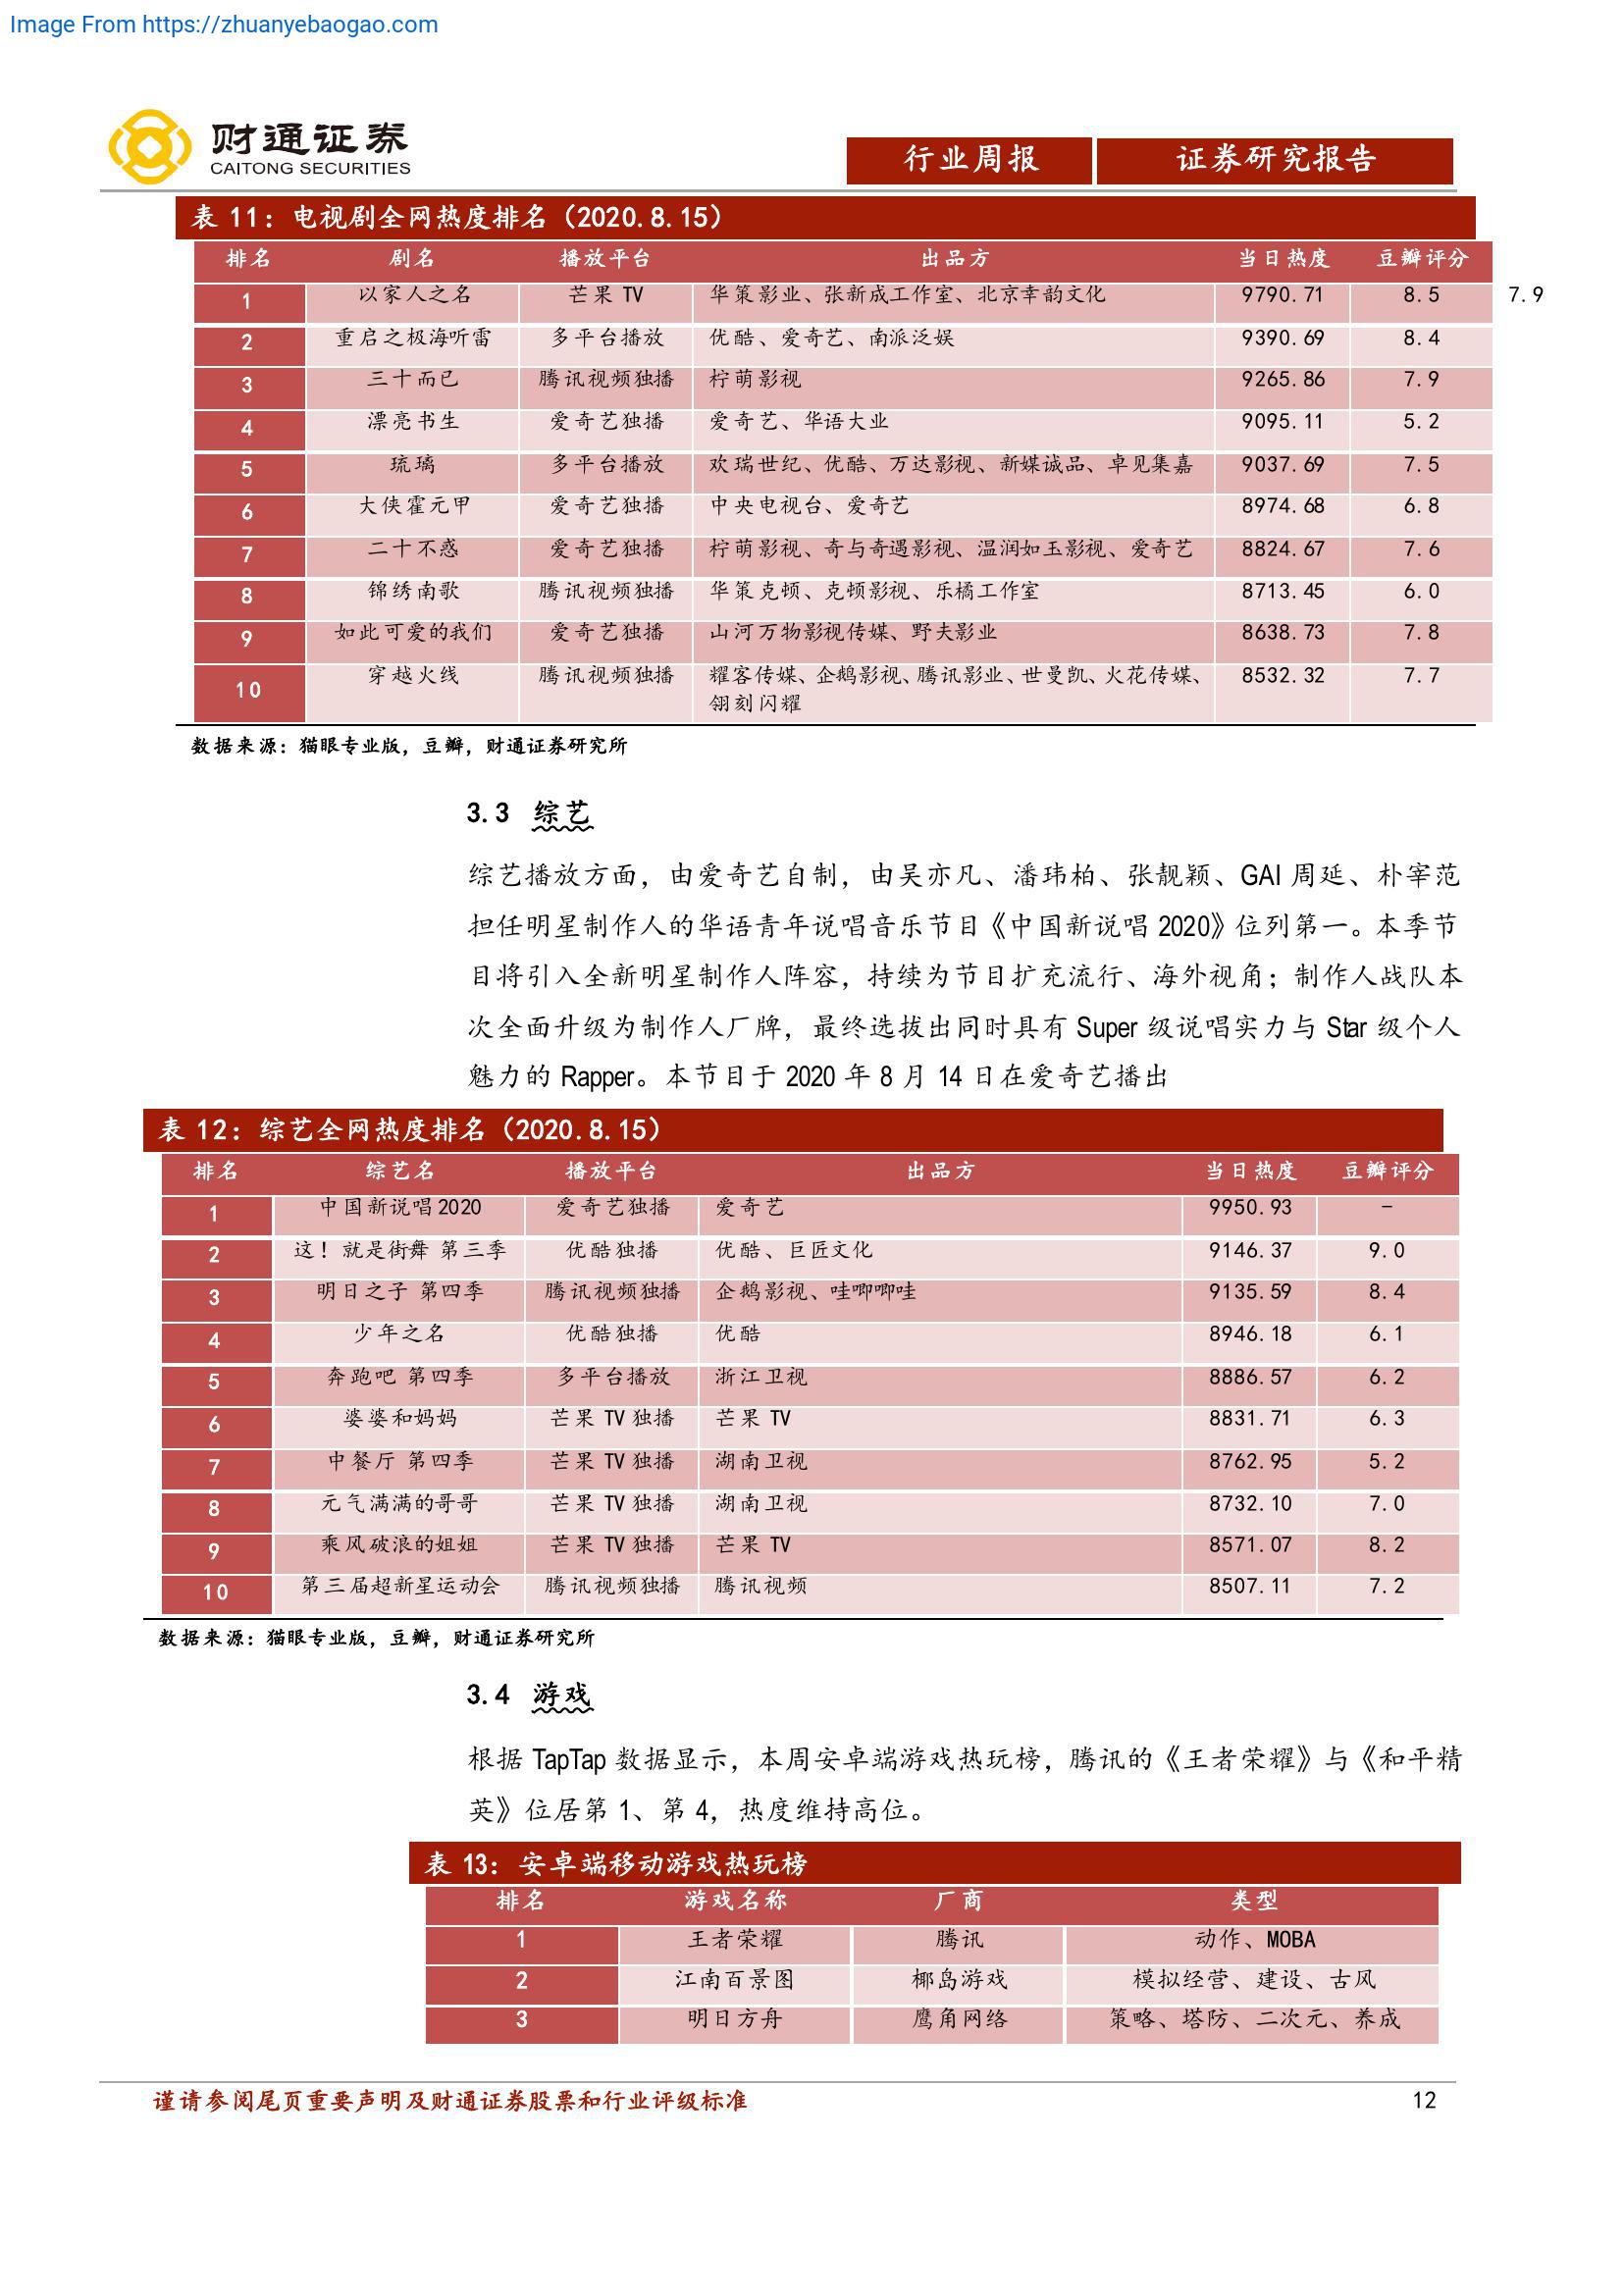 Image From https://zhuanyebaogao.com
财通证券
CAITONG SECURITIES
行业周报 证券研究报告
表 11：电视剧全网热度排名（2020.8.15）
排名 剧名 播放平台 出品方 当日热度 豆瓣评分
1 以家人之名 芒果 TV 华策影业、张新成工作室、北京幸韵文化 9790.71 8.5 7.9
2 重启之极海听雷 多平台播放 优酷、爱奇艺、南派泛娱 9390.69 8.4
3 三十而已 腾讯视频独播 柠萌影视 9265.86 7.9
4 漂亮书生 爱奇艺独播 爱奇艺、华语大业 9095.11 5.2
5 琉璃 多平台播放 欢瑞世纪、优酷、万达影视、新媒诚品、卓见集嘉 9037.69 7.5
6 大侠霍元甲 爱奇艺独播 中央电视台、爱奇艺 8974.68 6.8
7 二十不惑 爱奇艺独播 柠萌影视、奇与奇遇影视、温润如玉影视、爱奇艺 8824.67 7.6
8 锦绣南歌 腾讯视频独播 华策克顿、克顿影视、乐橘工作室 8713.45 6.0
9 如此可爱的我们 爱奇艺独播 山河万物影视传媒、野夫影业 8638.73 7.8
10 穿越火线 腾讯视频独播 耀客传媒、企鹅影视、腾讯影业、世曼凯、火花传媒、 8532.32 7.7
翎刻闪耀
数据来源：猫眼专业版，豆瓣，财通证券研究所
3.3 综艺
综艺播放方面，由爱奇艺自制，由吴亦凡、潘玮柏、张靓颖、GAI 周延、朴宰范
担任明星制作人的华语青年说唱音乐节目《中国新说唱 2020》位列第一。本季节
目将引入全新明星制作人阵容，持续为节目扩充流行、海外视角；制作人战队本
次全面升级为制作人厂牌，最终选拔出同时具有 Super 级说唱实力与 Star 级个人
魅力的 Rapper。本节目于 2020 年 8 月 14 日在爱奇艺播出
表 12：综艺全网热度排名（2020.8.15）
排名 综艺名 播放平台 出品方 当日热度 豆瓣评分
1 中国新说唱2020 爱奇艺独播 爱奇艺 9950.93 -
2 这！就是街舞 第三季 优酷独播 优酷、巨匠文化 9146.37 9.0
3 明日之子 第四季 腾讯视频独播 企鹅影视、哇唧唧哇 9135.59 8.4
4 少年之名 优酷独播 优酷 8946.18 6.1
5 奔跑吧 第四季 多平台播放 浙江卫视 8886.57 6.2
6 婆婆和妈妈 芒果 TV 独播 芒果 TV 8831.71 6.3
7 中餐厅 第四季 芒果 TV 独播 湖南卫视 8762.95 5.2
8 元气满满的哥哥 芒果 TV 独播 湖南卫视 8732.10 7.0
9 乘风破浪的姐姐 芒果 TV 独播 芒果 TV 8571.07 8.2
10 第三届超新星运动会 腾讯视频独播 腾讯视频 8507.11 7.2
数据来源：猫眼专业版，豆瓣，财通证券研究所
3.4 游戏
根据 TapTap 数据显示，本周安卓端游戏热玩榜，腾讯的《王者荣耀》与《和平精
英》位居第 1、第 4，热度维持高位。
表 13：安卓端移动游戏热玩榜
排名 游戏名称 厂商 类型
1 王者荣耀 腾讯 动作、MOBA
2 江南百景图 椰岛游戏 模拟经营、建设、古风
3 明日方舟 鹰角网络 策略、塔防、二次元、养成
谨请参阅尾页重要声明及财通证券股票和行业评级标准 12